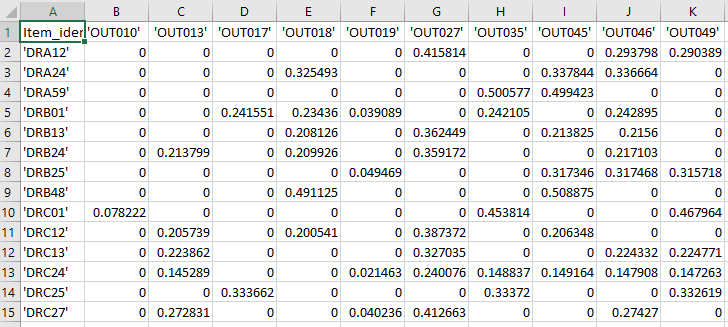 A B C D E F G H I J K
1 Item_iden 'OUT010' 'OUT013' 'OUT017' 'OUT018' 'OUT019' 'OUT027' 'OUT035' 'OUT045' 'OUT046' 'OUT049'
2 'DRA12' 0 0 0 0 0 0.415814 0 0 0.293798 0.290389
3 'DRA24' 0 0 0 0.325493 0 0 0 0.337844 0.336664 0
4 'DRA59' 0 0 0 0 0 0 0.500577 0.499423 0 0
5 'DRB01' 0 0 0.241551 0.23436 0.039089 0 0.242105 0 0.242895 0
6 'DRB13' 0 0 0 0.208126 0 0.362449 0 0.213825 0.2156 0
7 'DRB24' 0 0.213799 0 0.209926 0 0.359172 0 0 0.217103 0
8 'DRB25' 0 0 0 0 0.049469 0 0 0.317346 0.317468 0.315718
9 'DRB48' 0 0 0 0.491125 0 0 0 0.508875 0 0
10 'DRC01' 0.078222 0 0 0 0 0 0.453814 0 0 0.467964
11 'DRC12' 0 0.205739 0 0.200541 0 0.387372 0 0.206348 0 0
12 'DRC13' 0 0.223862 0 0 0 0.327035 0 0 0.224332 0.224771
13 'DRC24' 0 0.145289 0 0 0.021463 0.240076 0.148837 0.149164 0.147908 0.147263
14 'DRC25' 0 0 0.333662 0 0 0 0.33372 0 0 0.332619
15 'DRC27' 0 0.272831 0 0 0.040236 0.412663 0 0 0.27427 0